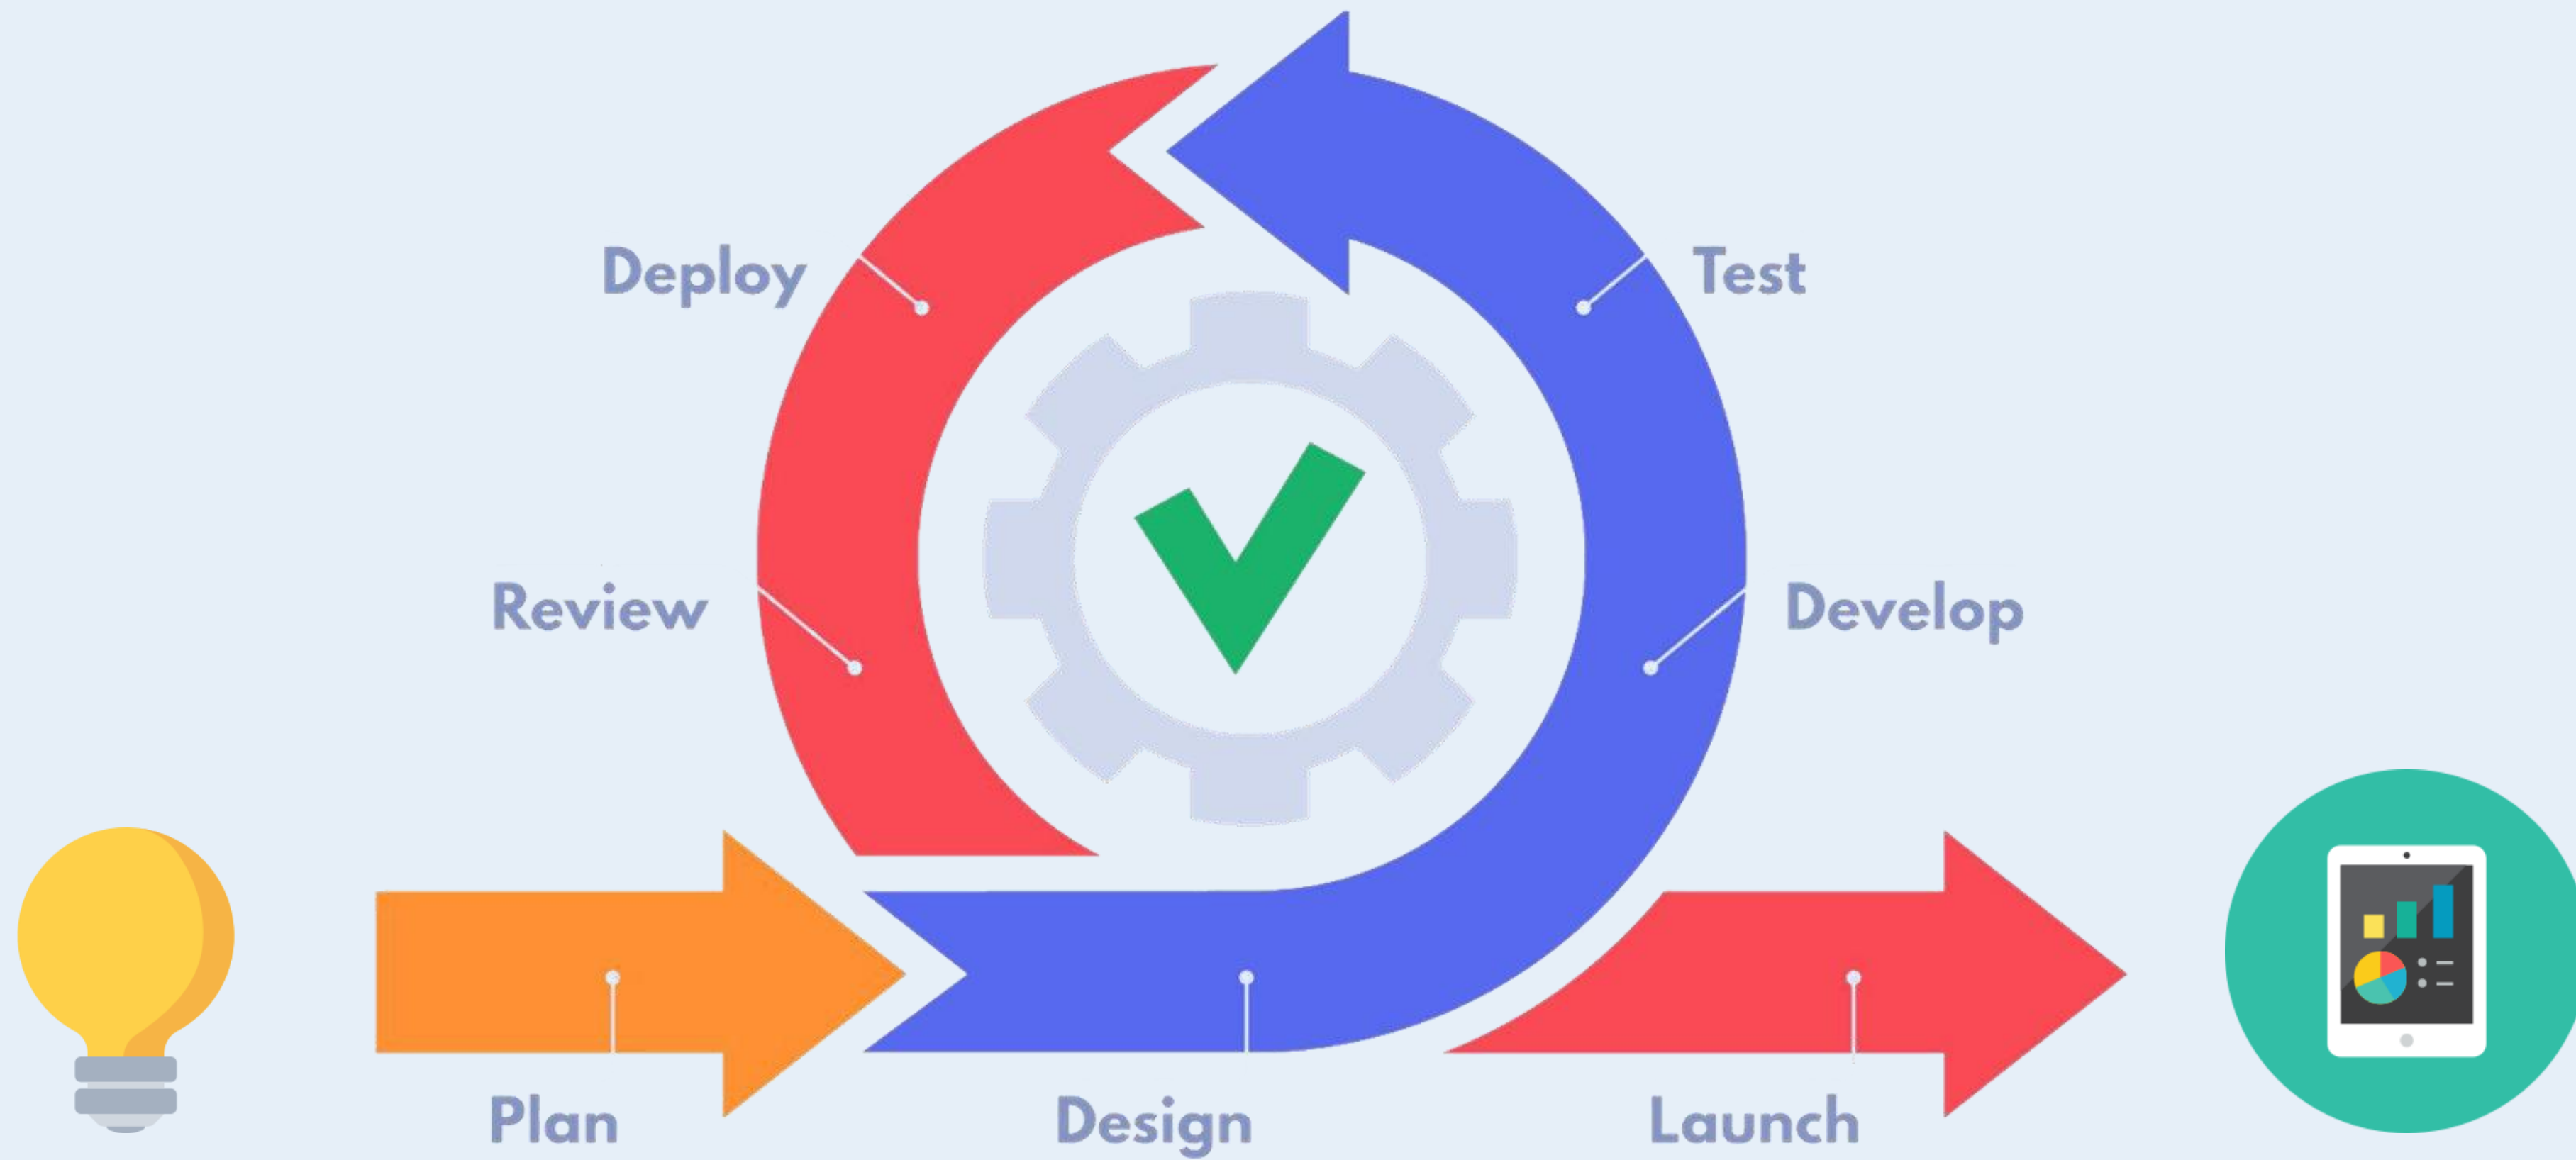 Deploy
Test
Review
Develop
Plan
Design
Launch